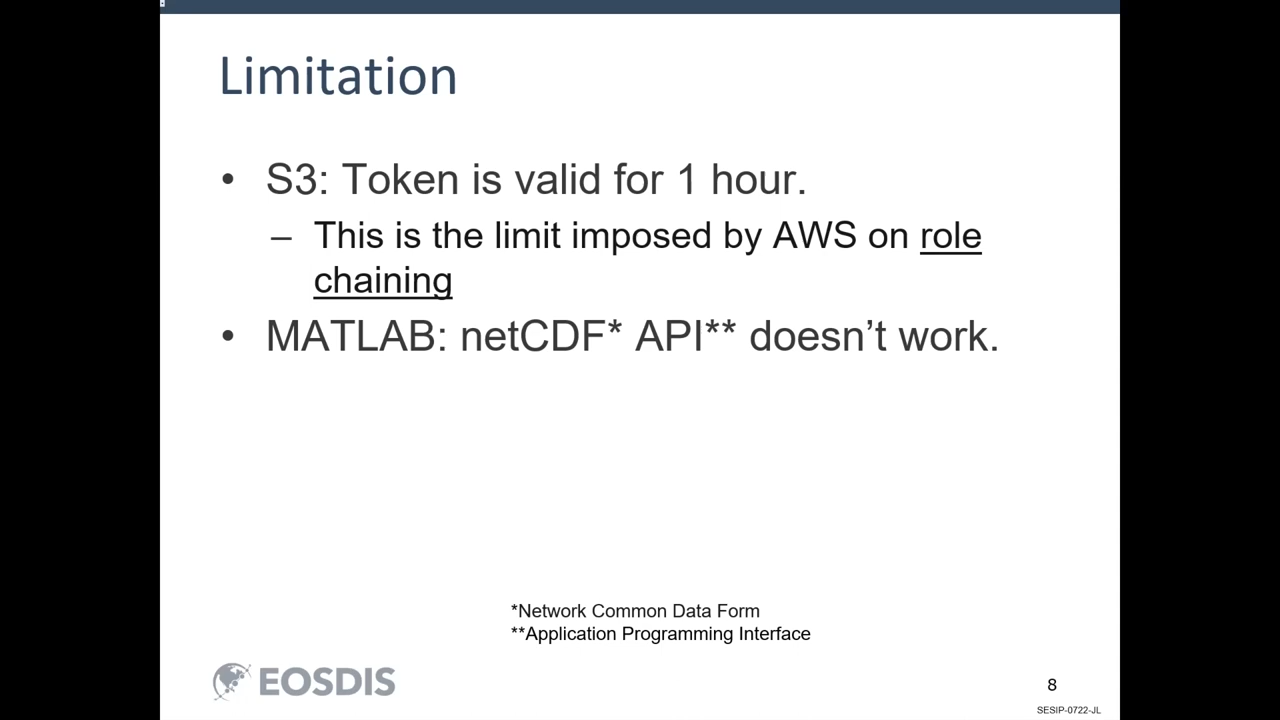 Limitation
• S3: Token is valid for 1 hour.
– This is the limit imposed by AWS on role
chaining
• MATLAB: netCDF* API** doesn’t work.
*Network Common Data Form
**Application Programming Interface
EOSDIS
8
SESIP-0722-JL